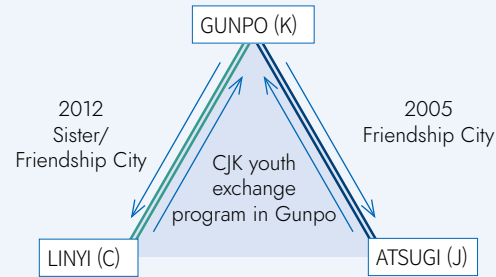 GUNPO (K)
2012
Sister/
Friendship City
2005
Friendship City
CJK youth
exchange
program in Gunpo
LINYI (C)
ATSUGI (J)